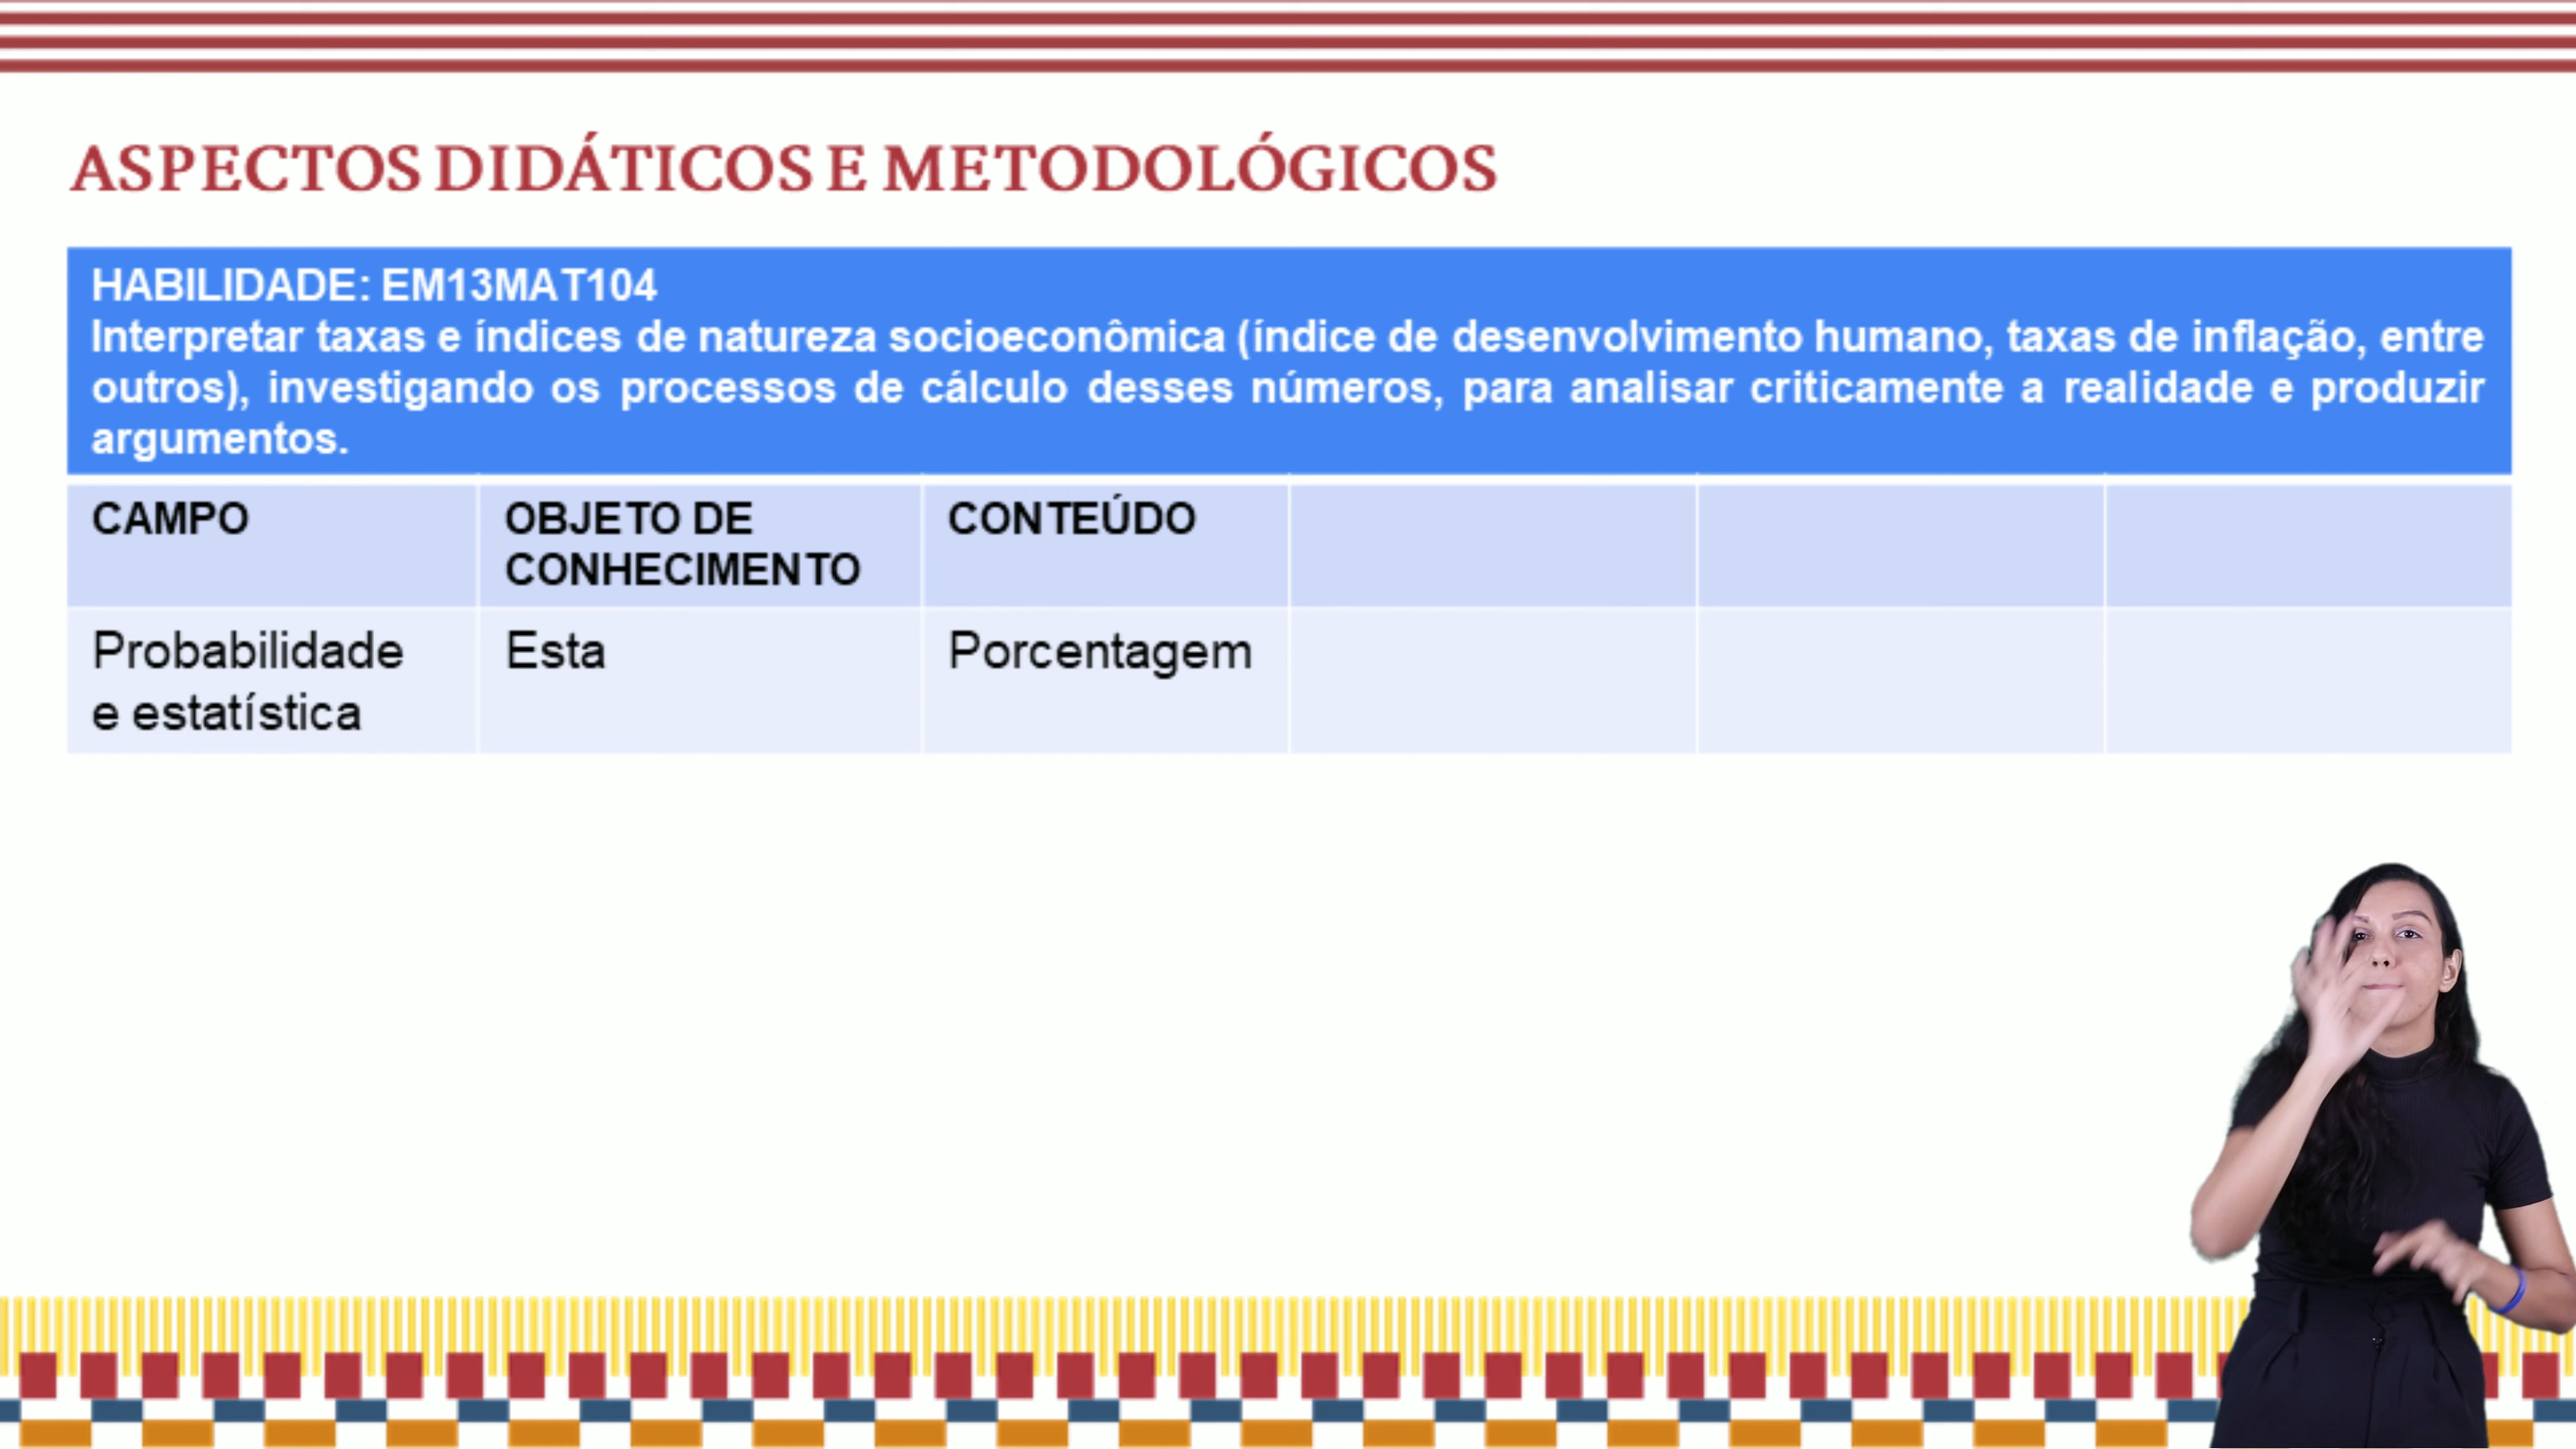 ASPECTOS DIDÁTICOS E METODOLÓGICOS
HABILIDADE: EM13MAT104
Interpretar taxas e índices de natureza socioeconômica (índice de desenvolvimento humano, taxas de inflação, entre
outros), investigando os processos de cálculo desses números, para analisar criticamente a realidade e produzir
argumentos.
CAMPO
OBJETO DE
CONHECIMENTO
CONTEÚDO
Probabilidade
e estatística
Esta
Porcentagem